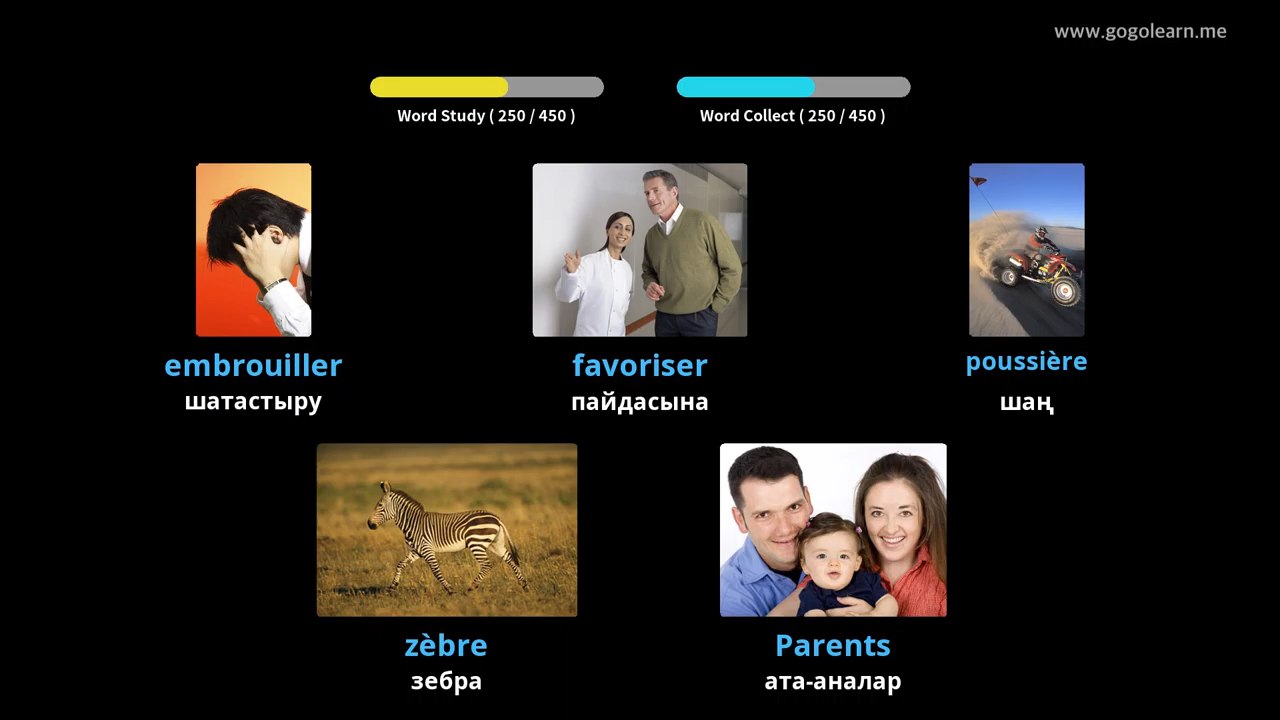 www.gogolearn.me
Word Study ( 250 / 450 )
Word Collect ( 250 / 450 )
embrouiller
шатастыру
favoriser
пайдасына
poussière
шаң
zèbre
зебра
Parents
ата-аналар